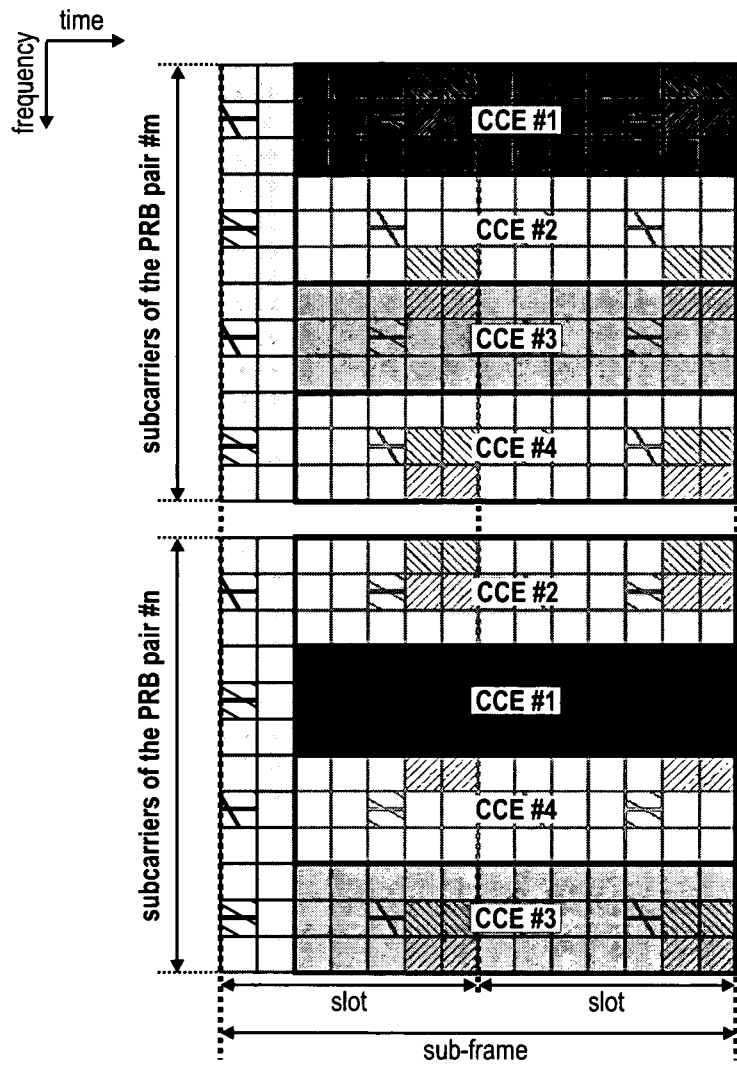 time
frequency
subcarriers of the PRB pair #m
CCE #1
CCE #2
CCE #3
CCE #4
subcarriers of the PRB pair #n
CCE #2
CCE #1
CCE #4
CCE #3
slot
slot
sub-frame